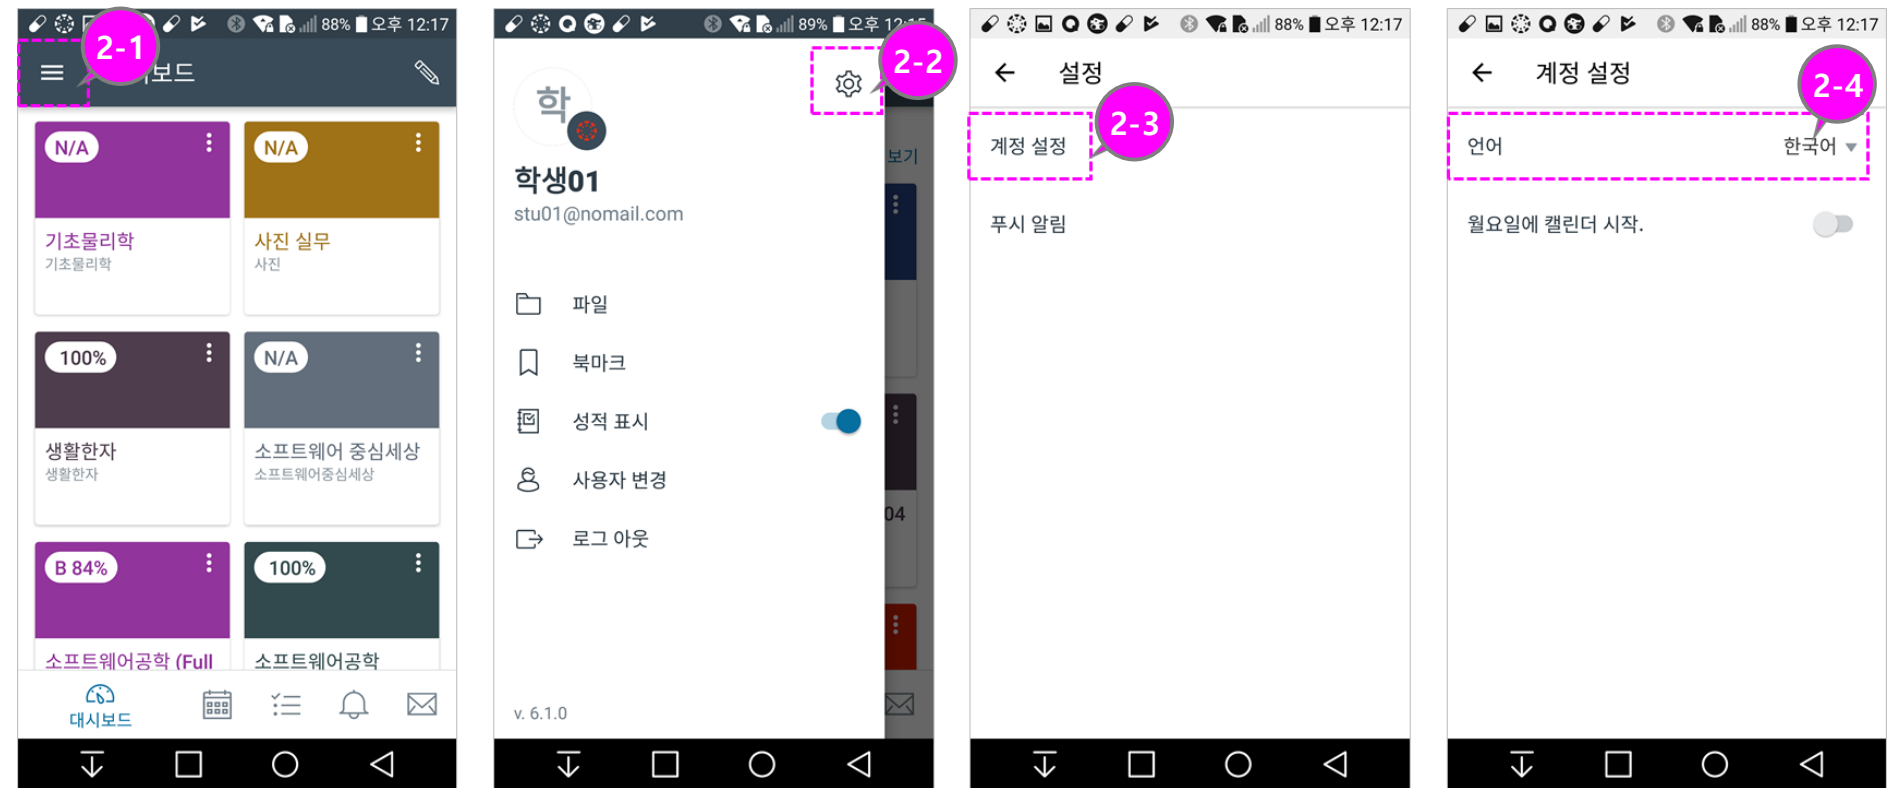 88% 오후 12:17
2-1
보드
N/A
기초물리학
기초물리학
N/A
사진 실무
사진
100%
생활한자
생활한자
N/A
소프트웨어 중심세상
소프트웨어중심세상
B 84%
소프트웨어공학 (Full
100%
소프트웨어공학
대시보드
89% 오후
2-2
학
보기
학생01
stu01@nomail.com
파일
북마크
성적 표시
사용자 변경
04
로그 아웃
v. 6.1.0
88% 오후 12:17
설정
2-3
계정 설정
푸시 알림
88% 오후 12:17
계정 설정
2-4
언어 한국어
월요일에 캘린더 시작.